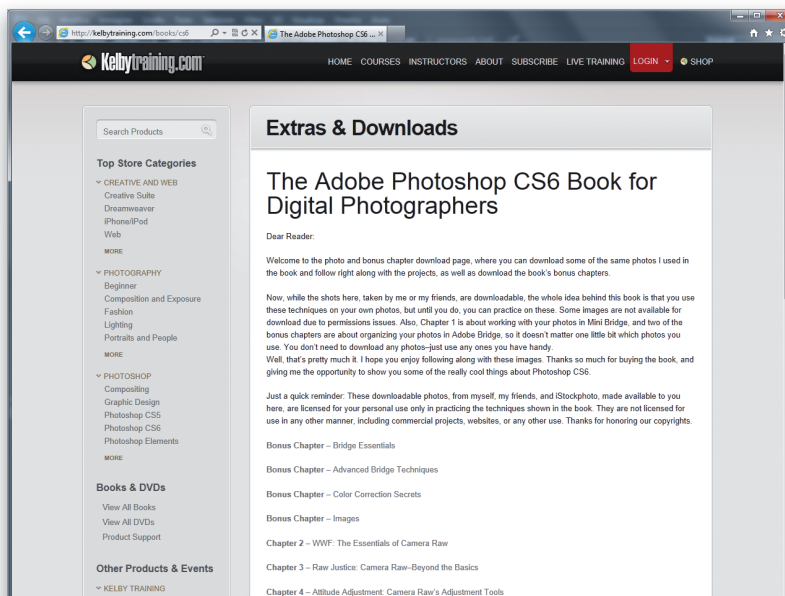 http://kelbytraining.com/books/cs6
The Adobe Photoshop CS6 ...
Kelbytraining.com
HOME COURSES INSTRUCTORS ABOUT SUBSCRIBE LIVE TRAINING LOGIN SHOP
Search Products
Top Store Categories
CREATIVE AND WEB
Creative Suite
Dreamweaver
iPhone/iPod
Web
MORE
PHOTOGRAPHY
Beginner
Composition and Exposure
Fashion
Lighting
Portraits and People
MORE
PHOTOSHOP
Compositing
Graphic Design
Photoshop CS5
Photoshop CS6
Photoshop Elements
MORE
Books & DVDs
View All Books
View All DVDs
Product Support
Other Products & Events
KELBY TRAINING
Extras & Downloads
The Adobe Photoshop CS6 Book for
Digital Photographers
Dear Reader:
Welcome to the photo and bonus chapter download page, where you can download some of the same photos I used in
the book and follow right along with the projects, as well as download the book's bonus chapters.
Now, while the shots here, taken by me or my friends, are downloadable, the whole idea behind this book is that you use
these techniques on your own photos, but until you do, you can practice on these. Some images are not available for
download due to permissions issues. Also, Chapter 1 is about working with your photos in Mini Bridge, and two of the
bonus chapters are about organizing your photos in Adobe Bridge, so it doesn't matter one little bit which photos you
use. You don't need to download any photos–just use any ones you have handy.
Well, that's pretty much it. I hope you enjoy following along with these images. Thanks so much for buying the book, and
giving me the opportunity to show you some of the really cool things about Photoshop CS6.
Just a quick reminder: These downloadable photos, from myself, my friends, and iStockphoto, made available to you
here, are licensed for your personal use only in practicing the techniques shown in the book. They are not licensed for
use in any other manner, including commercial projects, websites, or any other use. Thanks for honoring our copyrights.
Bonus Chapter – Bridge Essentials
Bonus Chapter – Advanced Bridge Techniques
Bonus Chapter – Color Correction Secrets
Bonus Chapter – Images
Chapter 2 – WWF: The Essentials of Camera Raw
Chapter 3 – Raw Justice: Camera Raw–Beyond the Basics
Chapter 4 – Attitude Adjustment: Camera Raw's Adjustment Tools